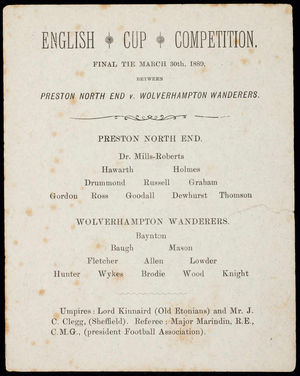 ENGLISH CUP COMPETITION.
FINAL TIE MARCH 30th, 1889,
BETWEEN
PRESTON NORTH END v. WOLVERHAMPTON WANDERERS.
PRESTON NORTH END.
Dr. Mills-Roberts
Hawarth Holmes
Drummond Russell Graham
Gordon Ross Goodall Dewhurst Thomson
WOLVERHAMPTON WANDERERS.
Baynton
Baugh Mason
Fletcher Allen Lowder
Hunter Wykes Brodie Wood Knight
Umpires: Lord Kinnaird (Old Etonians) and Mr. J.
C. Clegg, (Sheffield). Referee: Major Marindin, R.E.,
C.M.G., (president Football Association).